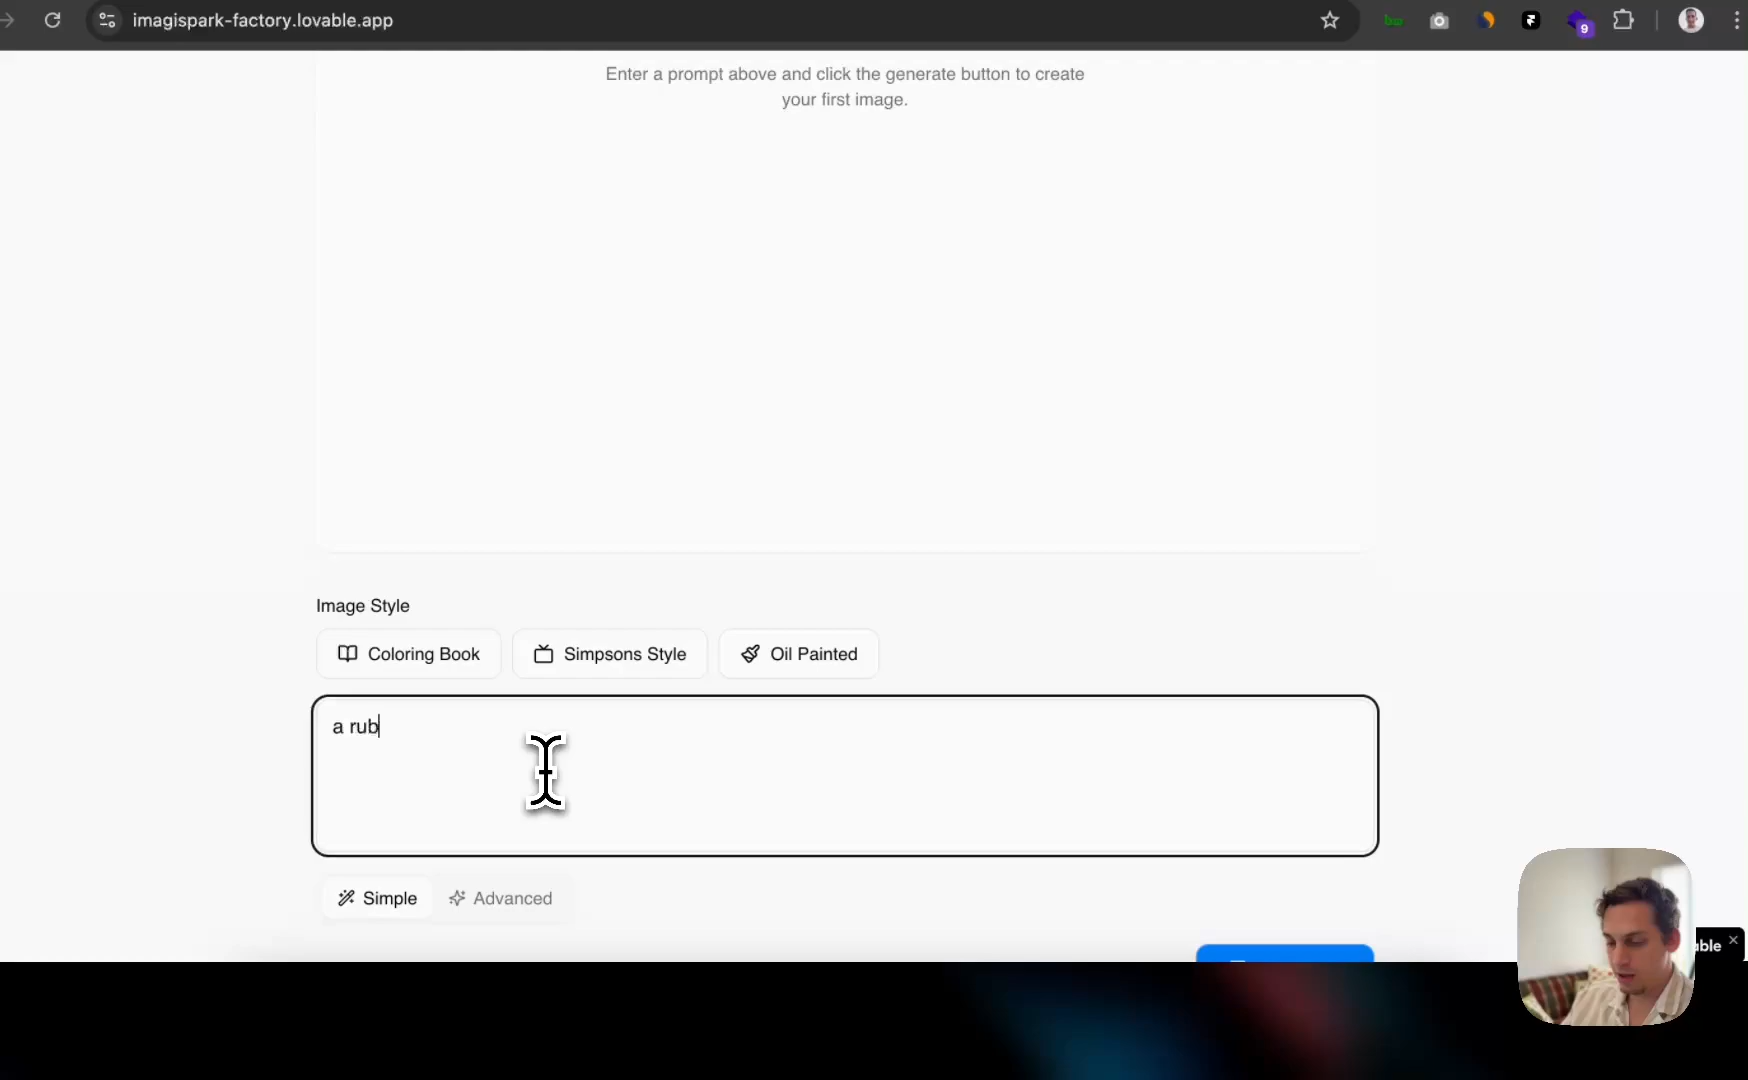 imagispark-factory.lovable.app
9
Enter a prompt above and click the generate button to create
your first image.
Image Style
Coloring Book
Simpsons Style
Oil Painted
a rub
Simple
Advanced